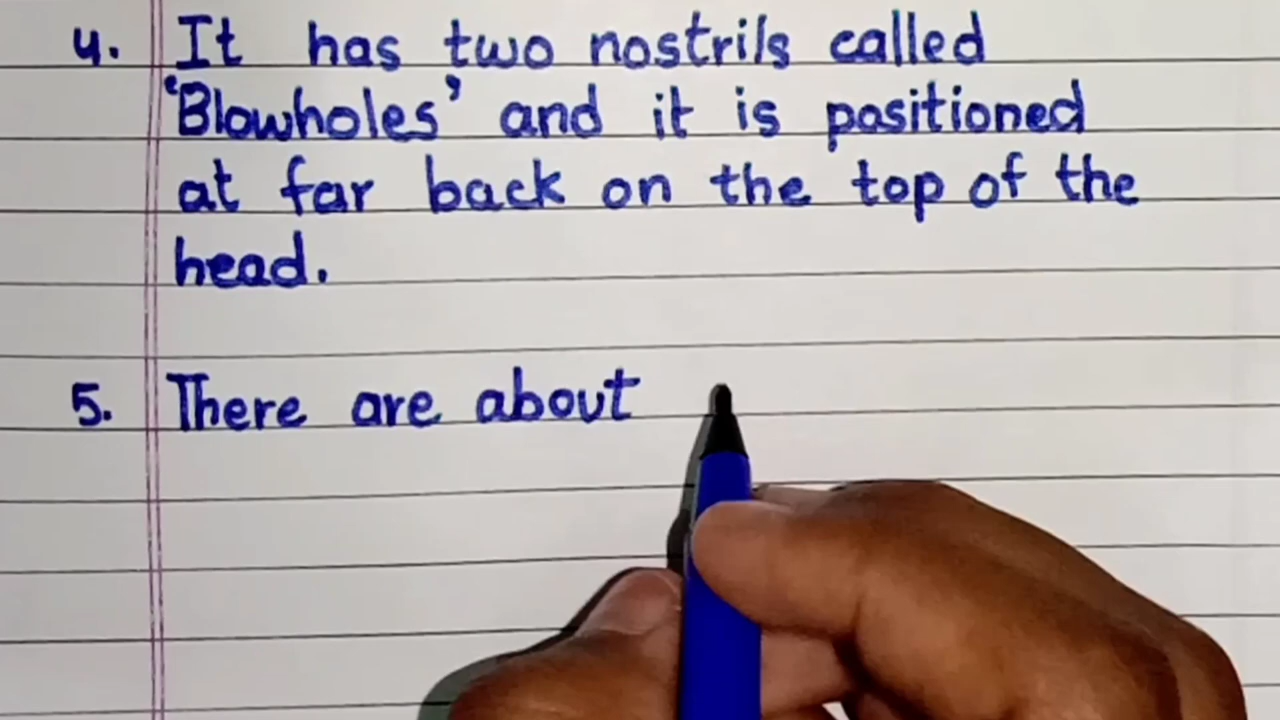 4. It has two nostrils called
'Blowholes' and it is positioned
at far back on the top of the
head.
5. There are about